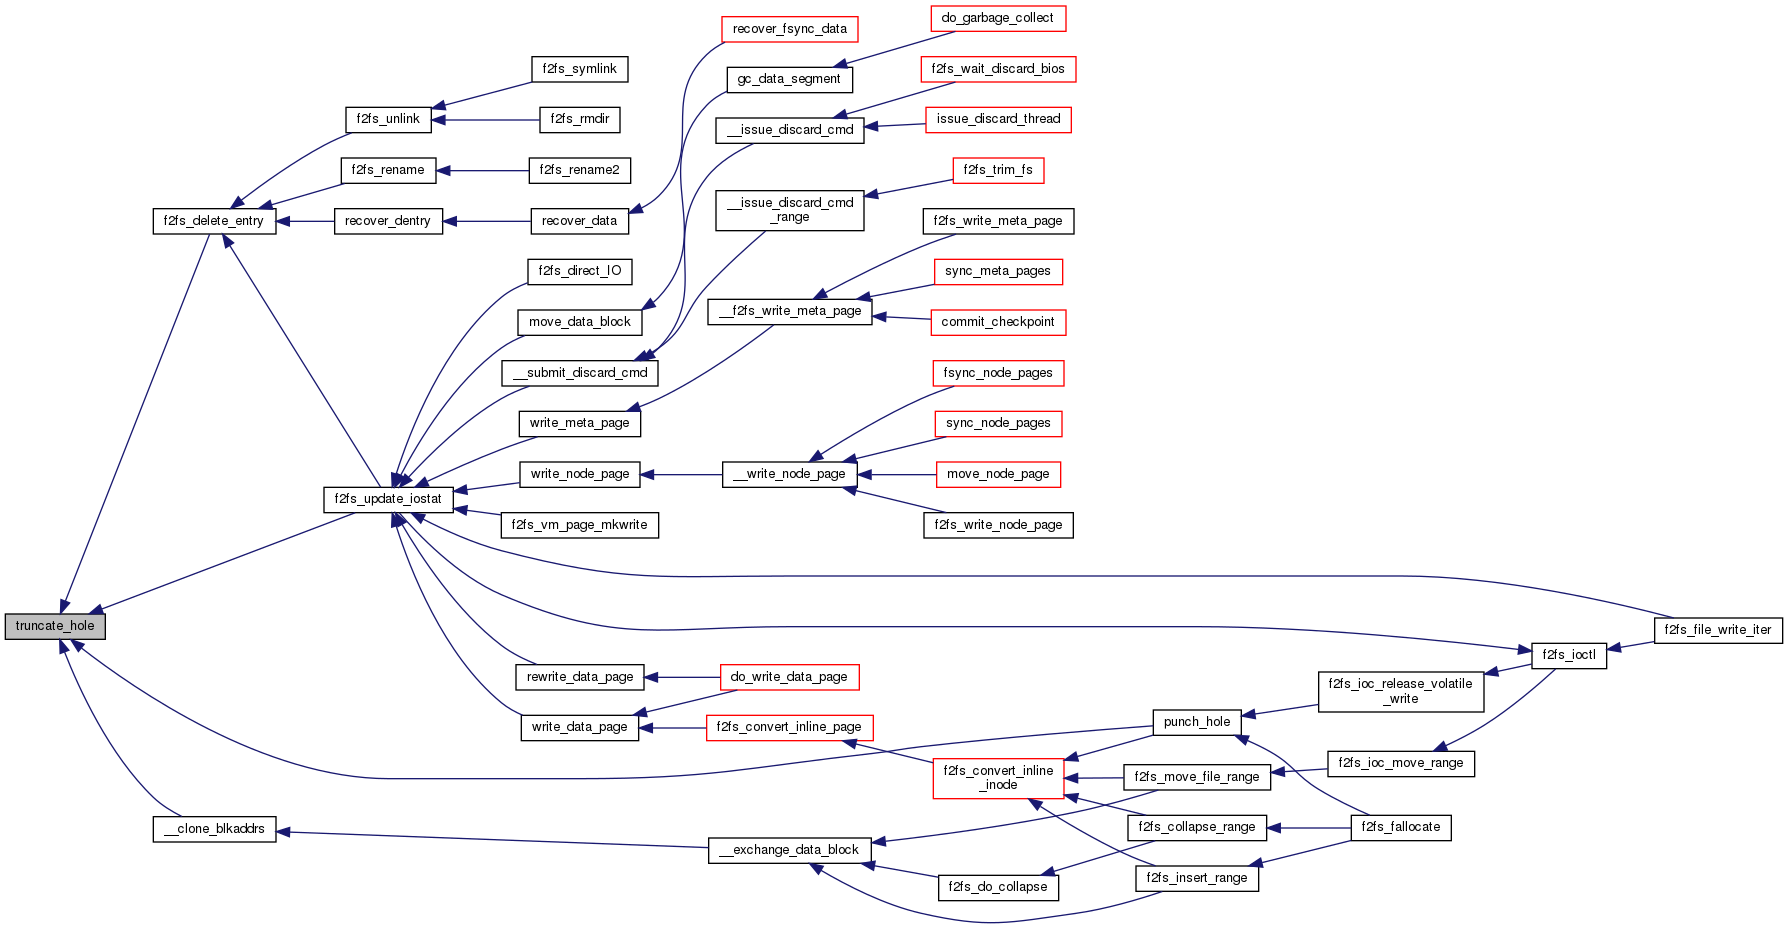 do_garbage_collect
recover_fsync_data
f2fs_symlink
f2fs_wait_discard_bios
gc_data_segment
f2fs_unlink
f2fs_rmdir
issue_discard_thread
__issue_discard_cmd
f2fs_rename
f2fs_rename2
f2fs_trim_fs
__issue_discard_cmd
_range
f2fs_delete_entry
recover_dentry
recover_data
f2fs_write_meta_page
f2fs_direct_IO
sync_meta_pages
__f2fs_write_meta_page
move_data_block
commit_checkpoint
__submit_discard_cmd
fsync_node_pages
write_meta_page
sync_node_pages
write_node_page
__write_node_page
move_node_page
f2fs_update_iostat
f2fs_vm_page_mkwrite
f2fs_write_node_page
truncate_hole
f2fs_file_write_iter
f2fs_ioctl
rewrite_data_page
do_write_data_page
f2fs_ioc_release_volatile
_write
write_data_page
f2fs_convert_inline_page
punch_hole
f2fs_convert_inline
_inode
f2fs_move_file_range
f2fs_ioc_move_range
__clone_blkaddrs
f2fs_collapse_range
f2fs_fallocate
__exchange_data_block
f2fs_do_collapse
f2fs_insert_range